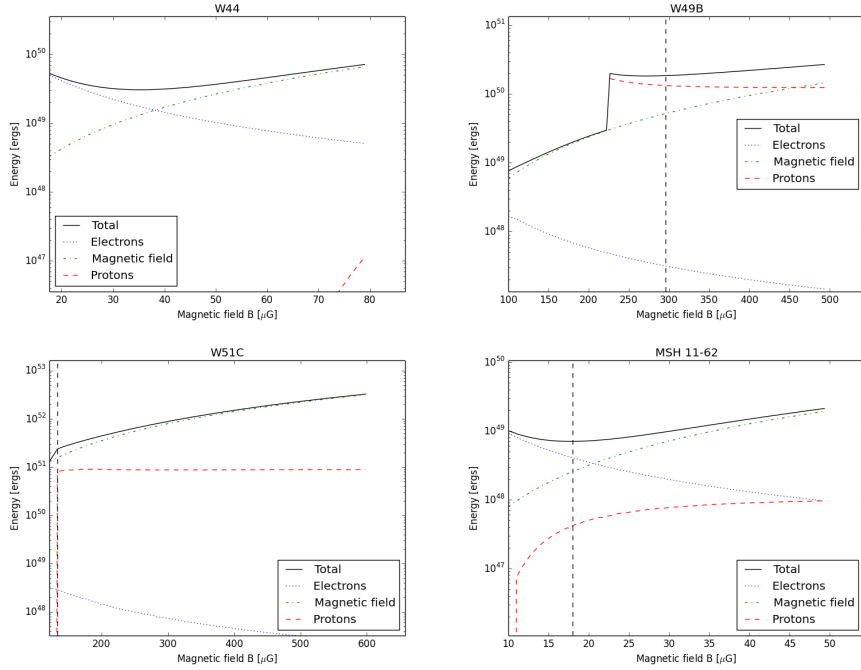 W44
10^50
10^49
10^48
10^47
Energy [ergs]
Total
Electrons
Magnetic field
Protons
20 30 40 50 60 70 80
Magnetic field B [μG]
W49B
10^51
10^50
10^49
10^48
Energy [ergs]
Total
Electrons
Magnetic field
Protons
100 150 200 250 300 350 400 450 500
Magnetic field B [μG]
W51C
10^53
10^52
10^51
10^50
10^49
10^48
Energy [ergs]
Total
Electrons
Magnetic field
Protons
200 300 400 500 600
Magnetic field B [μG]
MSH 11-62
10^50
10^49
10^48
10^47
Energy [ergs]
Total
Electrons
Magnetic field
Protons
10 15 20 25 30 35 40 45 50
Magnetic field B [μG]